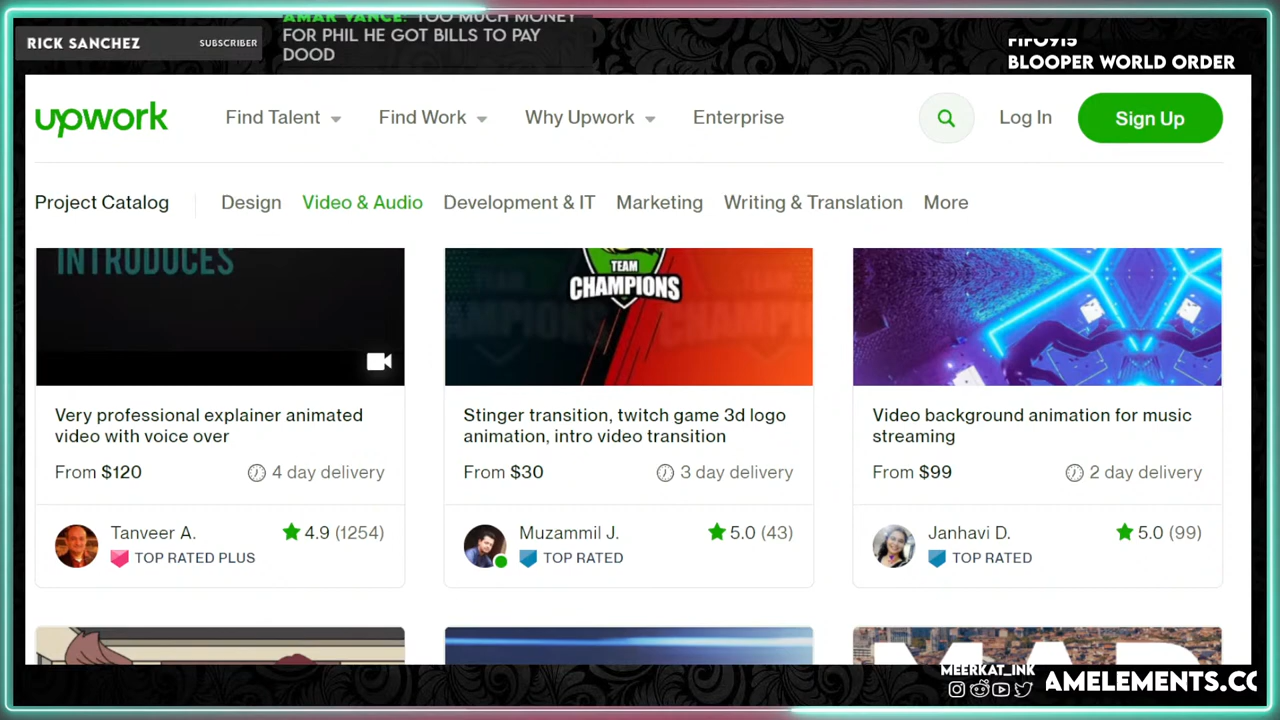 AMAR VANCE: TOO MUCH MONEY
RICK SANCHEZ
SUBSCRIBER
FOR PHIL HE GOT BILLS TO PAY
DOOD
FIFO915
BLOOPER WORLD ORDER
upwork
Find Talent
Find Work
Why Upwork
Enterprise
Log In
Sign Up
Project Catalog
Design
Video & Audio
Development & IT
Marketing
Writing & Translation
More
INTRODUCES
TEAM
CHAMPIONS
Very professional explainer animated
video with voice over
From $120
4 day delivery
Tanveer A.
4.9 (1254)
TOP RATED PLUS
Stinger transition, twitch game 3d logo
animation, intro video transition
From $30
3 day delivery
Muzammil J.
5.0 (43)
TOP RATED
Video background animation for music
streaming
From $99
2 day delivery
Janhavi D.
5.0 (99)
TOP RATED
MEERKAT_INK
AMELEMENTS.CO